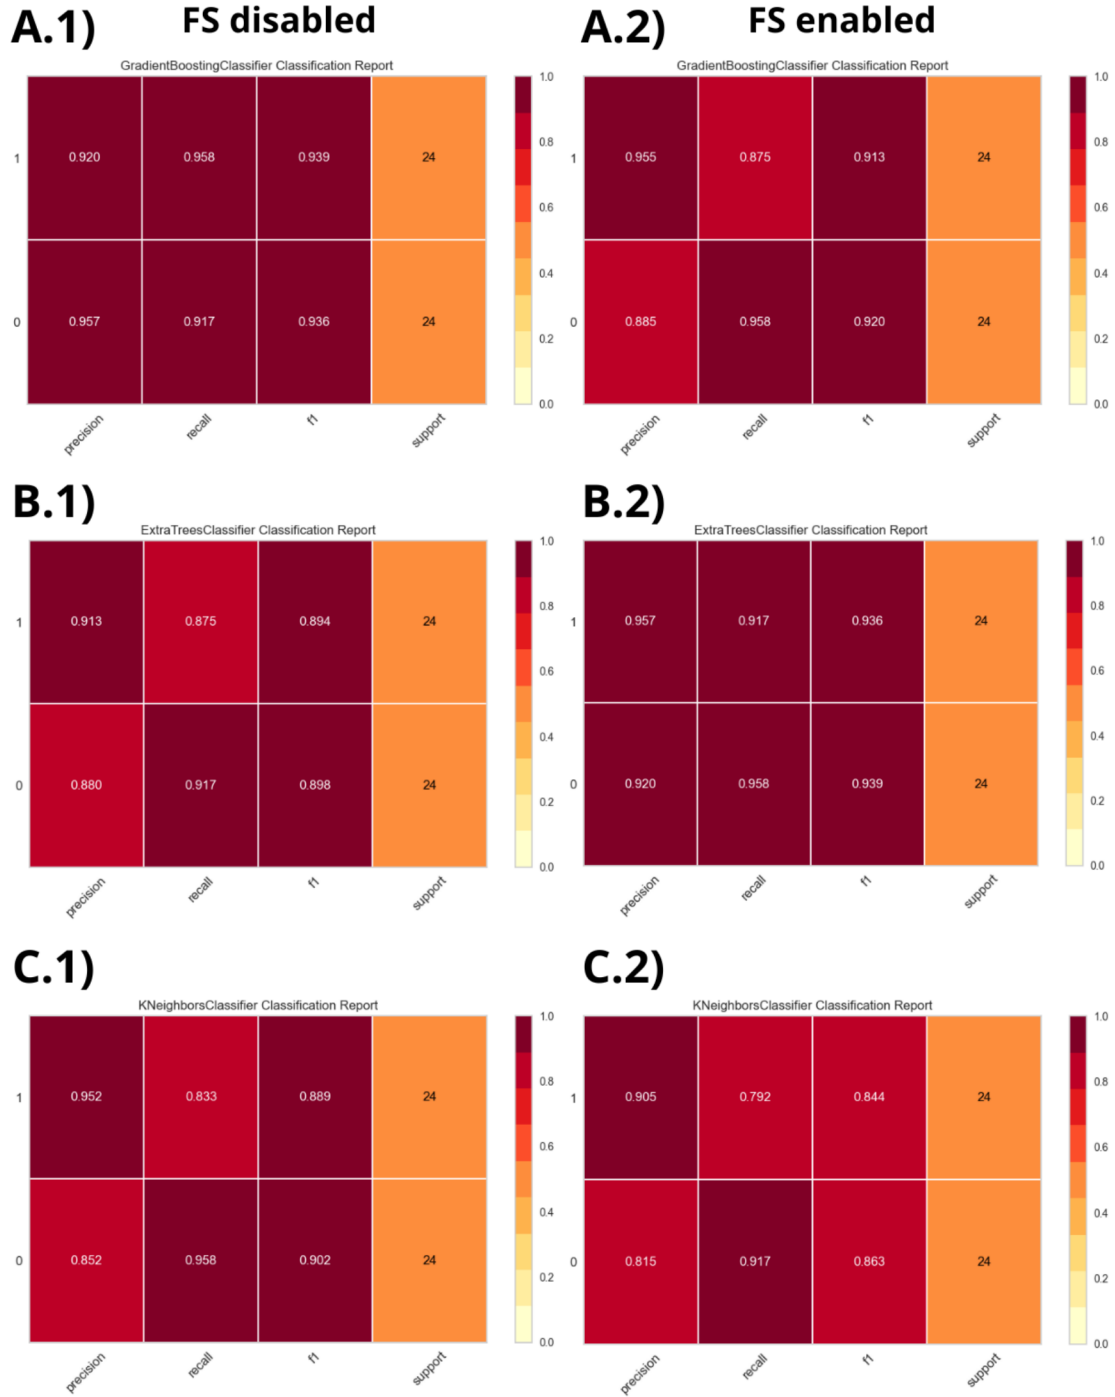 A.1) FS disabled
GradientBoostingClassifier Classification Report
1 0.920 0.958 0.939 24
0 0.957 0.917 0.936 24
precision recall f1 support
1.0
0.8
0.6
0.4
0.2
0.0
A.2) FS enabled
GradientBoostingClassifier Classification Report
1 0.955 0.875 0.913 24
0 0.885 0.958 0.920 24
precision recall f1 support
1.0
0.8
0.6
0.4
0.2
0.0
B.1)
ExtraTreesClassifier Classification Report
1 0.913 0.875 0.894 24
0 0.880 0.917 0.898 24
precision recall f1 support
1.0
0.8
0.6
0.4
0.2
0.0
B.2)
ExtraTreesClassifier Classification Report
1 0.957 0.917 0.936 24
0 0.920 0.958 0.939 24
precision recall f1 support
1.0
0.8
0.6
0.4
0.2
0.0
C.1)
KNeighborsClassifier Classification Report
1 0.952 0.833 0.889 24
0 0.852 0.958 0.902 24
precision recall f1 support
1.0
0.8
0.6
0.4
0.2
0.0
C.2)
KNeighborsClassifier Classification Report
1 0.905 0.792 0.844 24
0 0.815 0.917 0.863 24
precision recall f1 support
1.0
0.8
0.6
0.4
0.2
0.0